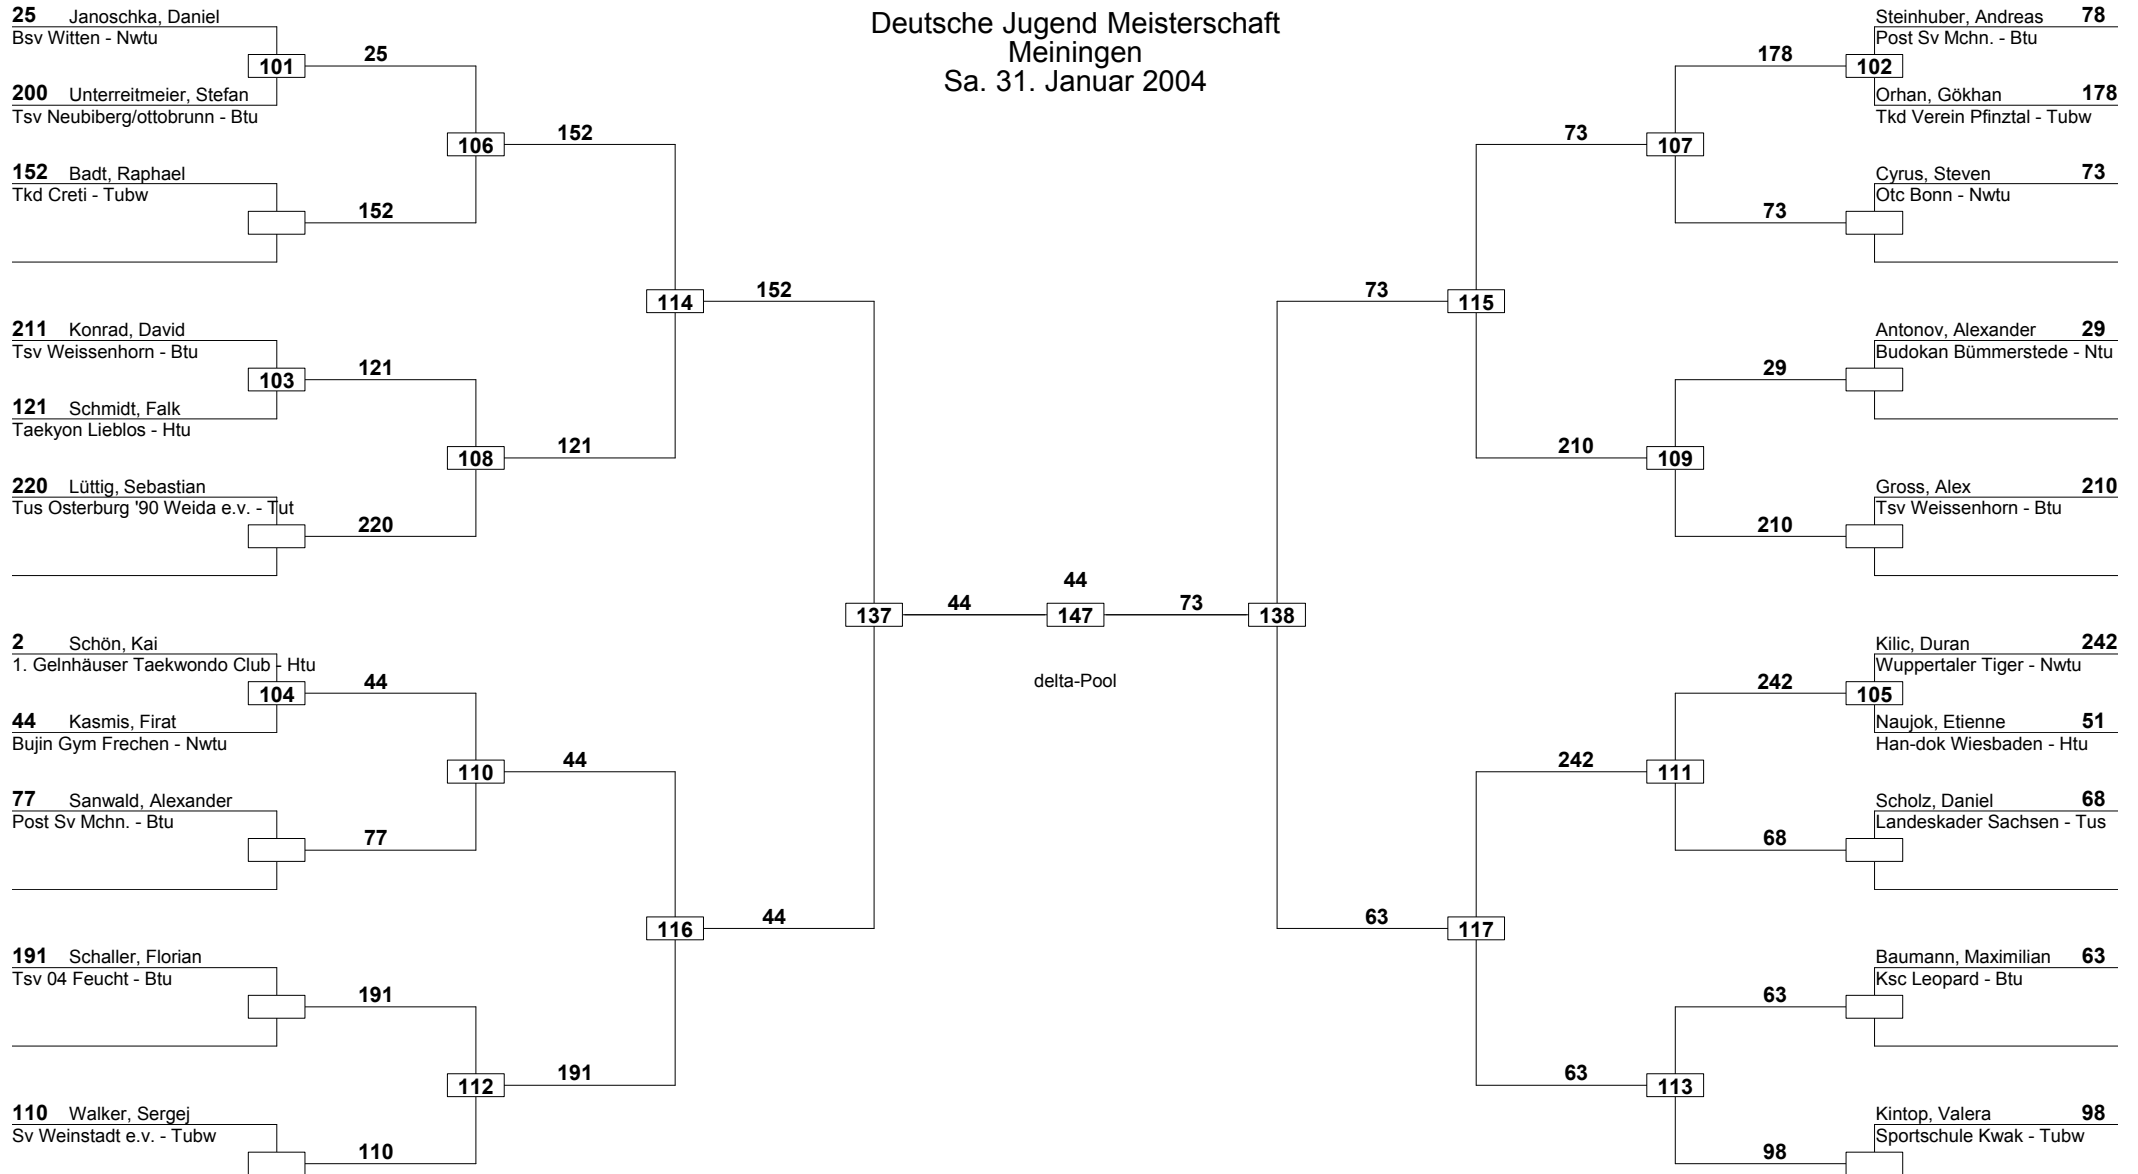 Deutsche Jugend Meisterschaft
Meiningen
Sa. 31. Januar 2004
25 Janoschka, Daniel
Bsv Witten - Nwtu
101
25
200 Unterreitmeier, Stefan
Tsv Neubiberg/ottobrunn - Btu
106
152
152 Badt, Raphael
Tkd Creti - Tubw
152
114
152
211 Konrad, David
Tsv Weissenhorn - Btu
103
121
121 Schmidt, Falk
Taekyon Lieblos - Htu
108
121
220 Lüttig, Sebastian
Tus Osterburg '90 Weida e.v. - Tut
220
137
44
2 Schön, Kai
1. Gelnhäuser Taekwondo Club - Htu
104
44
44 Kasmis, Firat
Bujin Gym Frechen - Nwtu
110
44
77 Sanwald, Alexander
Post Sv Mchn. - Btu
77
116
44
191 Schaller, Florian
Tsv 04 Feucht - Btu
191
112
191
110 Walker, Sergej
Sv Weinstadt e.v. - Tubw
110
44
147
delta-Pool
Steinhuber, Andreas 78
Post Sv Mchn. - Btu
178
102
Orhan, Gökhan 178
Tkd Verein Pfinztal - Tubw
73
107
Cyrus, Steven 73
Otc Bonn - Nwtu
73
73
115
Antonov, Alexander 29
Budokan Bümmerstede - Ntu
29
210
109
Gross, Alex 210
Tsv Weissenhorn - Btu
210
73
138
Kilic, Duran 242
Wuppertaler Tiger - Nwtu
242
105
Naujok, Etienne 51
Han-dok Wiesbaden - Htu
242
111
Scholz, Daniel 68
Landeskader Sachsen - Tus
68
63
117
Baumann, Maximilian 63
Ksc Leopard - Btu
63
63
113
Kintop, Valera 98
Sportschule Kwak - Tubw
98